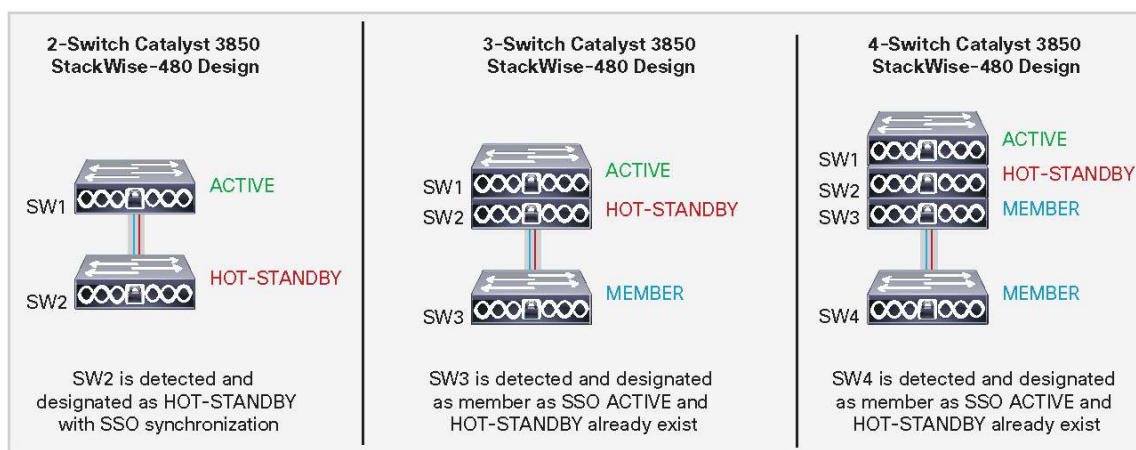 2-Switch Catalyst 3850
StackWise-480 Design
SW1
ACTIVE
SW2
HOT-STANDBY
SW2 is detected and
designated as HOT-STANDBY
with SSO synchronization
3-Switch Catalyst 3850
StackWise-480 Design
SW1
ACTIVE
SW2
HOT-STANDBY
SW3
MEMBER
SW3 is detected and designated
as member as SSO ACTIVE and
HOT-STANDBY already exist
4-Switch Catalyst 3850
StackWise-480 Design
SW1
ACTIVE
SW2
HOT-STANDBY
SW3
MEMBER
SW4
MEMBER
SW4 is detected and designated
as member as SSO ACTIVE and
HOT-STANDBY already exist